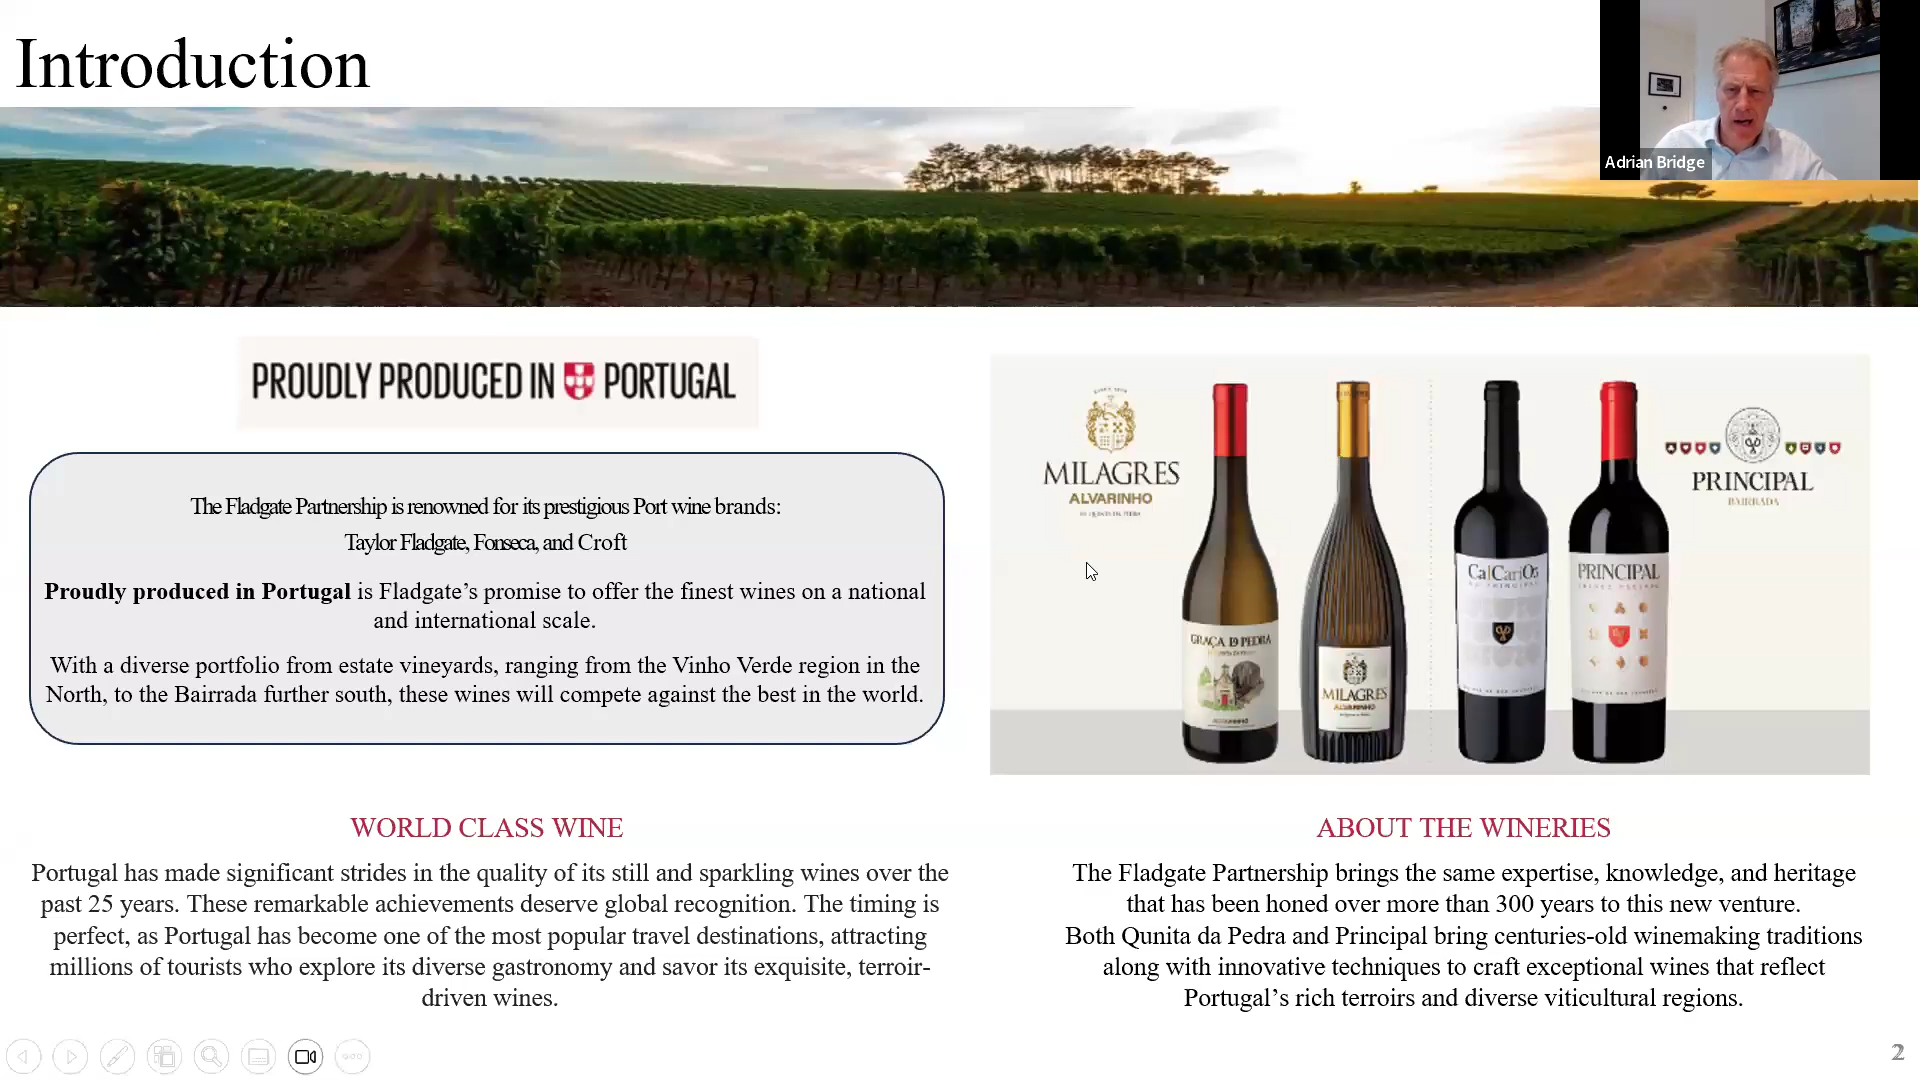 Introduction
Adrian Bridge
PROUDLY PRODUCED IN PORTUGAL
The Fladgate Partnership is renowned for its prestigious Port wine brands:
Taylor Fladgate, Fonseca, and Croft
Proudly produced in Portugal is Fladgate’s promise to offer the finest wines on a national
and international scale.
With a diverse portfolio from estate vineyards, ranging from the Vinho Verde region in the
North, to the Bairrada further south, these wines will compete against the best in the world.
MILAGRES
ALVARINHO
GRAÇA D PEDRA
ALVARINHO
MILAGRES
ALVARINHO
CalCariOs
PRINCIPAL
PRINCIPAL
BAIRRADA
WORLD CLASS WINE
Portugal has made significant strides in the quality of its still and sparkling wines over the
past 25 years. These remarkable achievements deserve global recognition. The timing is
perfect, as Portugal has become one of the most popular travel destinations, attracting
millions of tourists who explore its diverse gastronomy and savor its exquisite, terroir-
driven wines.
ABOUT THE WINERIES
The Fladgate Partnership brings the same expertise, knowledge, and heritage
that has been honed over more than 300 years to this new venture.
Both Qunita da Pedra and Principal bring centuries-old winemaking traditions
along with innovative techniques to craft exceptional wines that reflect
Portugal’s rich terroirs and diverse viticultural regions.
2